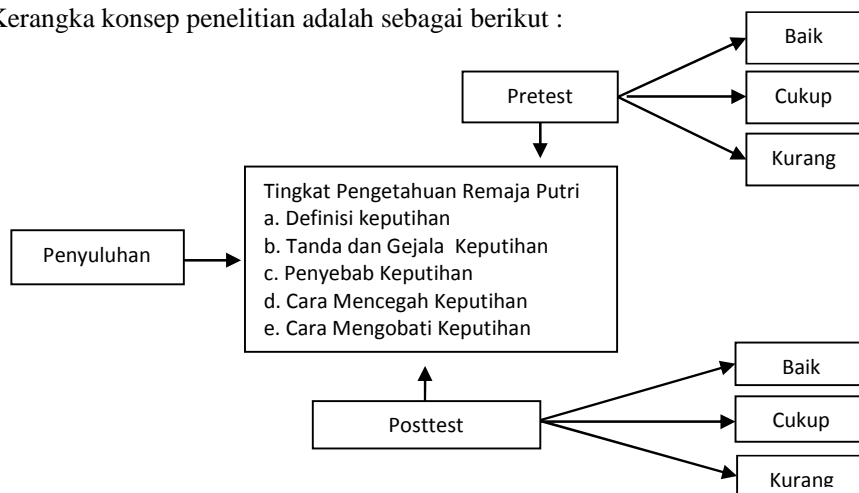 Kerangka konsep penelitian adalah sebagai berikut :
Baik
Pretest
Cukup
Kurang
Tingkat Pengetahuan Remaja Putri
a. Definisi keputihan
b. Tanda dan Gejala Keputihan
Penyuluhan
c. Penyebab Keputihan
d. Cara Mencegah Keputihan
e. Cara Mengobati Keputihan
Baik
Posttest
Cukup
Kurang